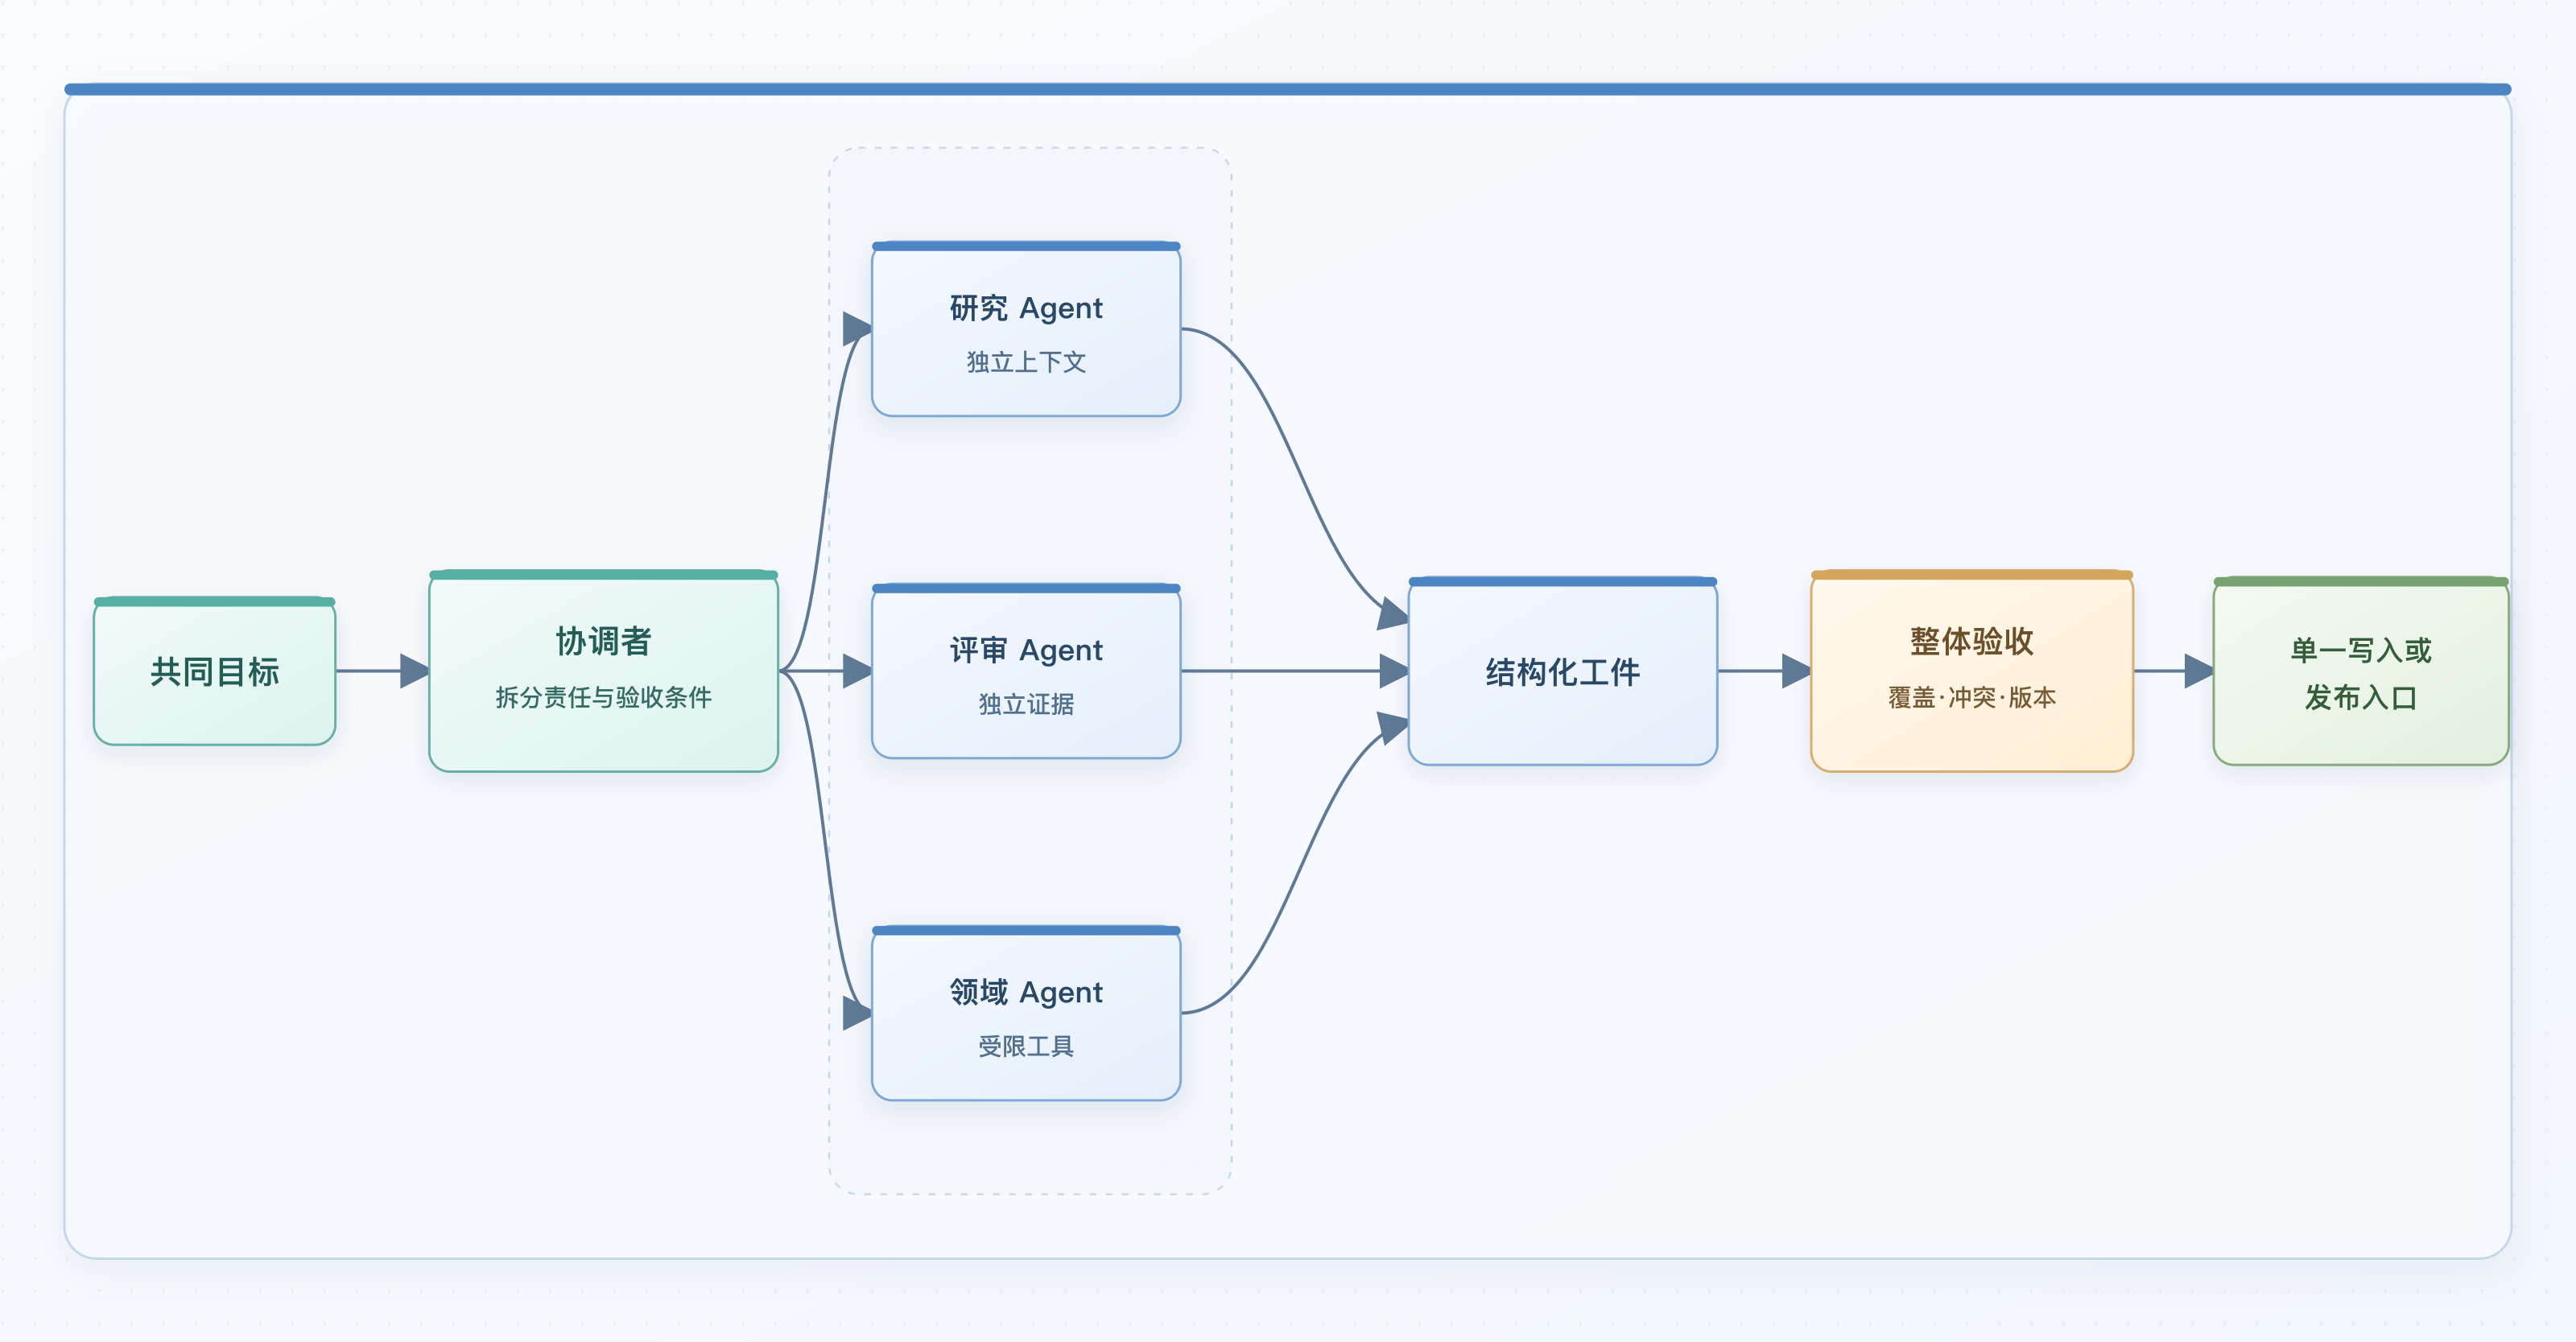 共同目标
协调者
拆分责任与验收条件
研究 Agent
独立上下文
评审 Agent
独立证据
领域 Agent
受限工具
结构化工件
整体验收
覆盖·冲突·版本
单一写入或
发布入口